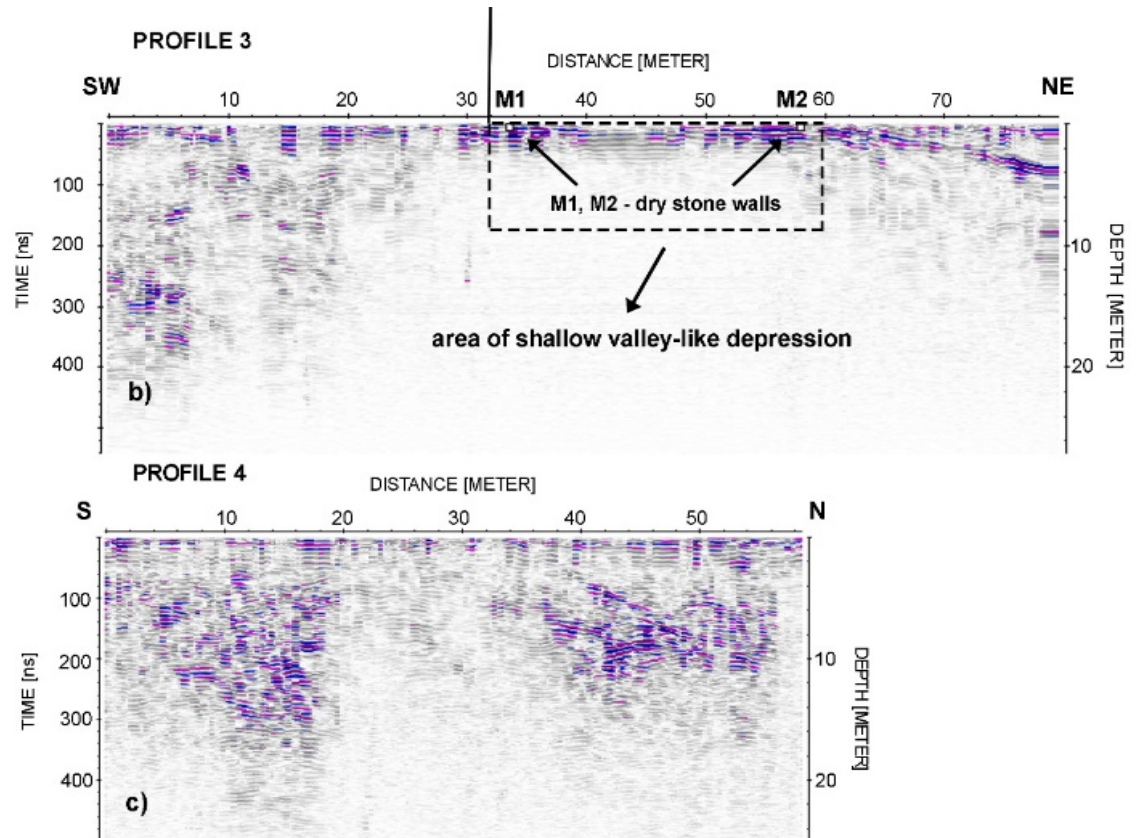 PROFILE 3
DISTANCE [METER]
SW 10 20 30 M1 40 50 M2 60 70 NE
100
M1, M2 - dry stone walls
200 10
TIME [ns]
DEPTH [METER]
300
area of shallow valley-like depression
400 20
b)
PROFILE 4
DISTANCE [METER]
S 10 20 30 40 50 N
100
200 10
TIME [ns]
DEPTH [METER]
300
400 20
c)